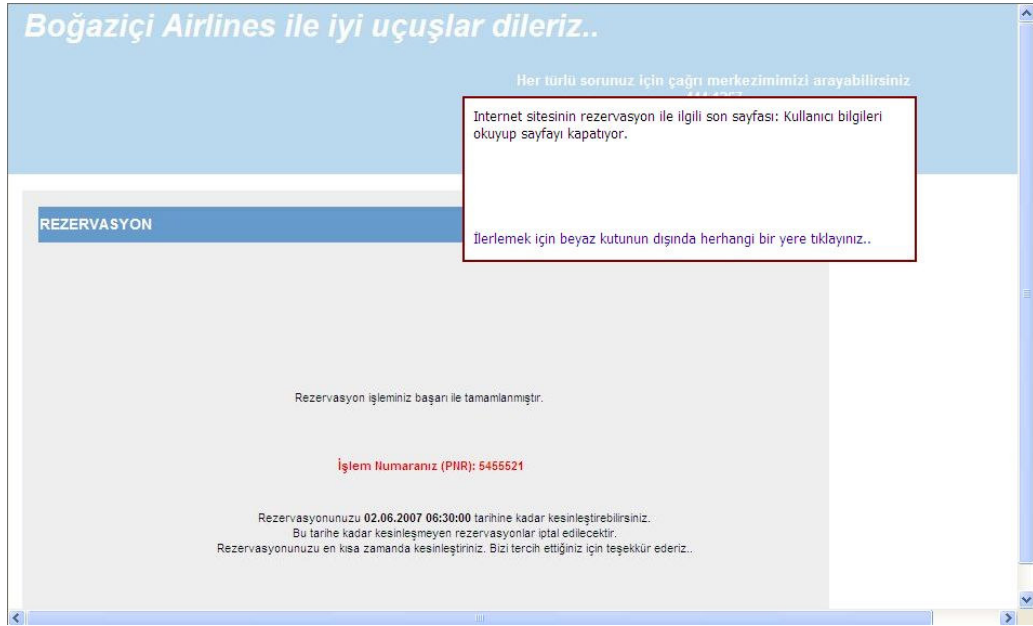 Boğaziçi Airlines ile iyi uçuşlar dileriz..
Her türlü sorunuz için çağrı merkezimimizi arayabilirsiniz
Internet sitesinin rezervasyon ile ilgili son sayfası: Kullanıcı bilgileri
okuyup sayfayı kapatıyor.
İlerlemek için beyaz kutunun dışında herhangi bir yere tıklayınız..
REZERVASYON
Rezervasyon işleminiz başarı ile tamamlanmıştır.
İşlem Numaranız (PNR): 5455521
Rezervasyonunuzu 02.06.2007 06:30:00 tarihine kadar kesinleştirebilirsiniz.
Bu tarihe kadar kesinleşmeyen rezervasyonlar iptal edilecektir.
Rezervasyonunuzu en kısa zamanda kesinleştiriniz. Bizi tercih ettiğiniz için teşekkür ederiz..